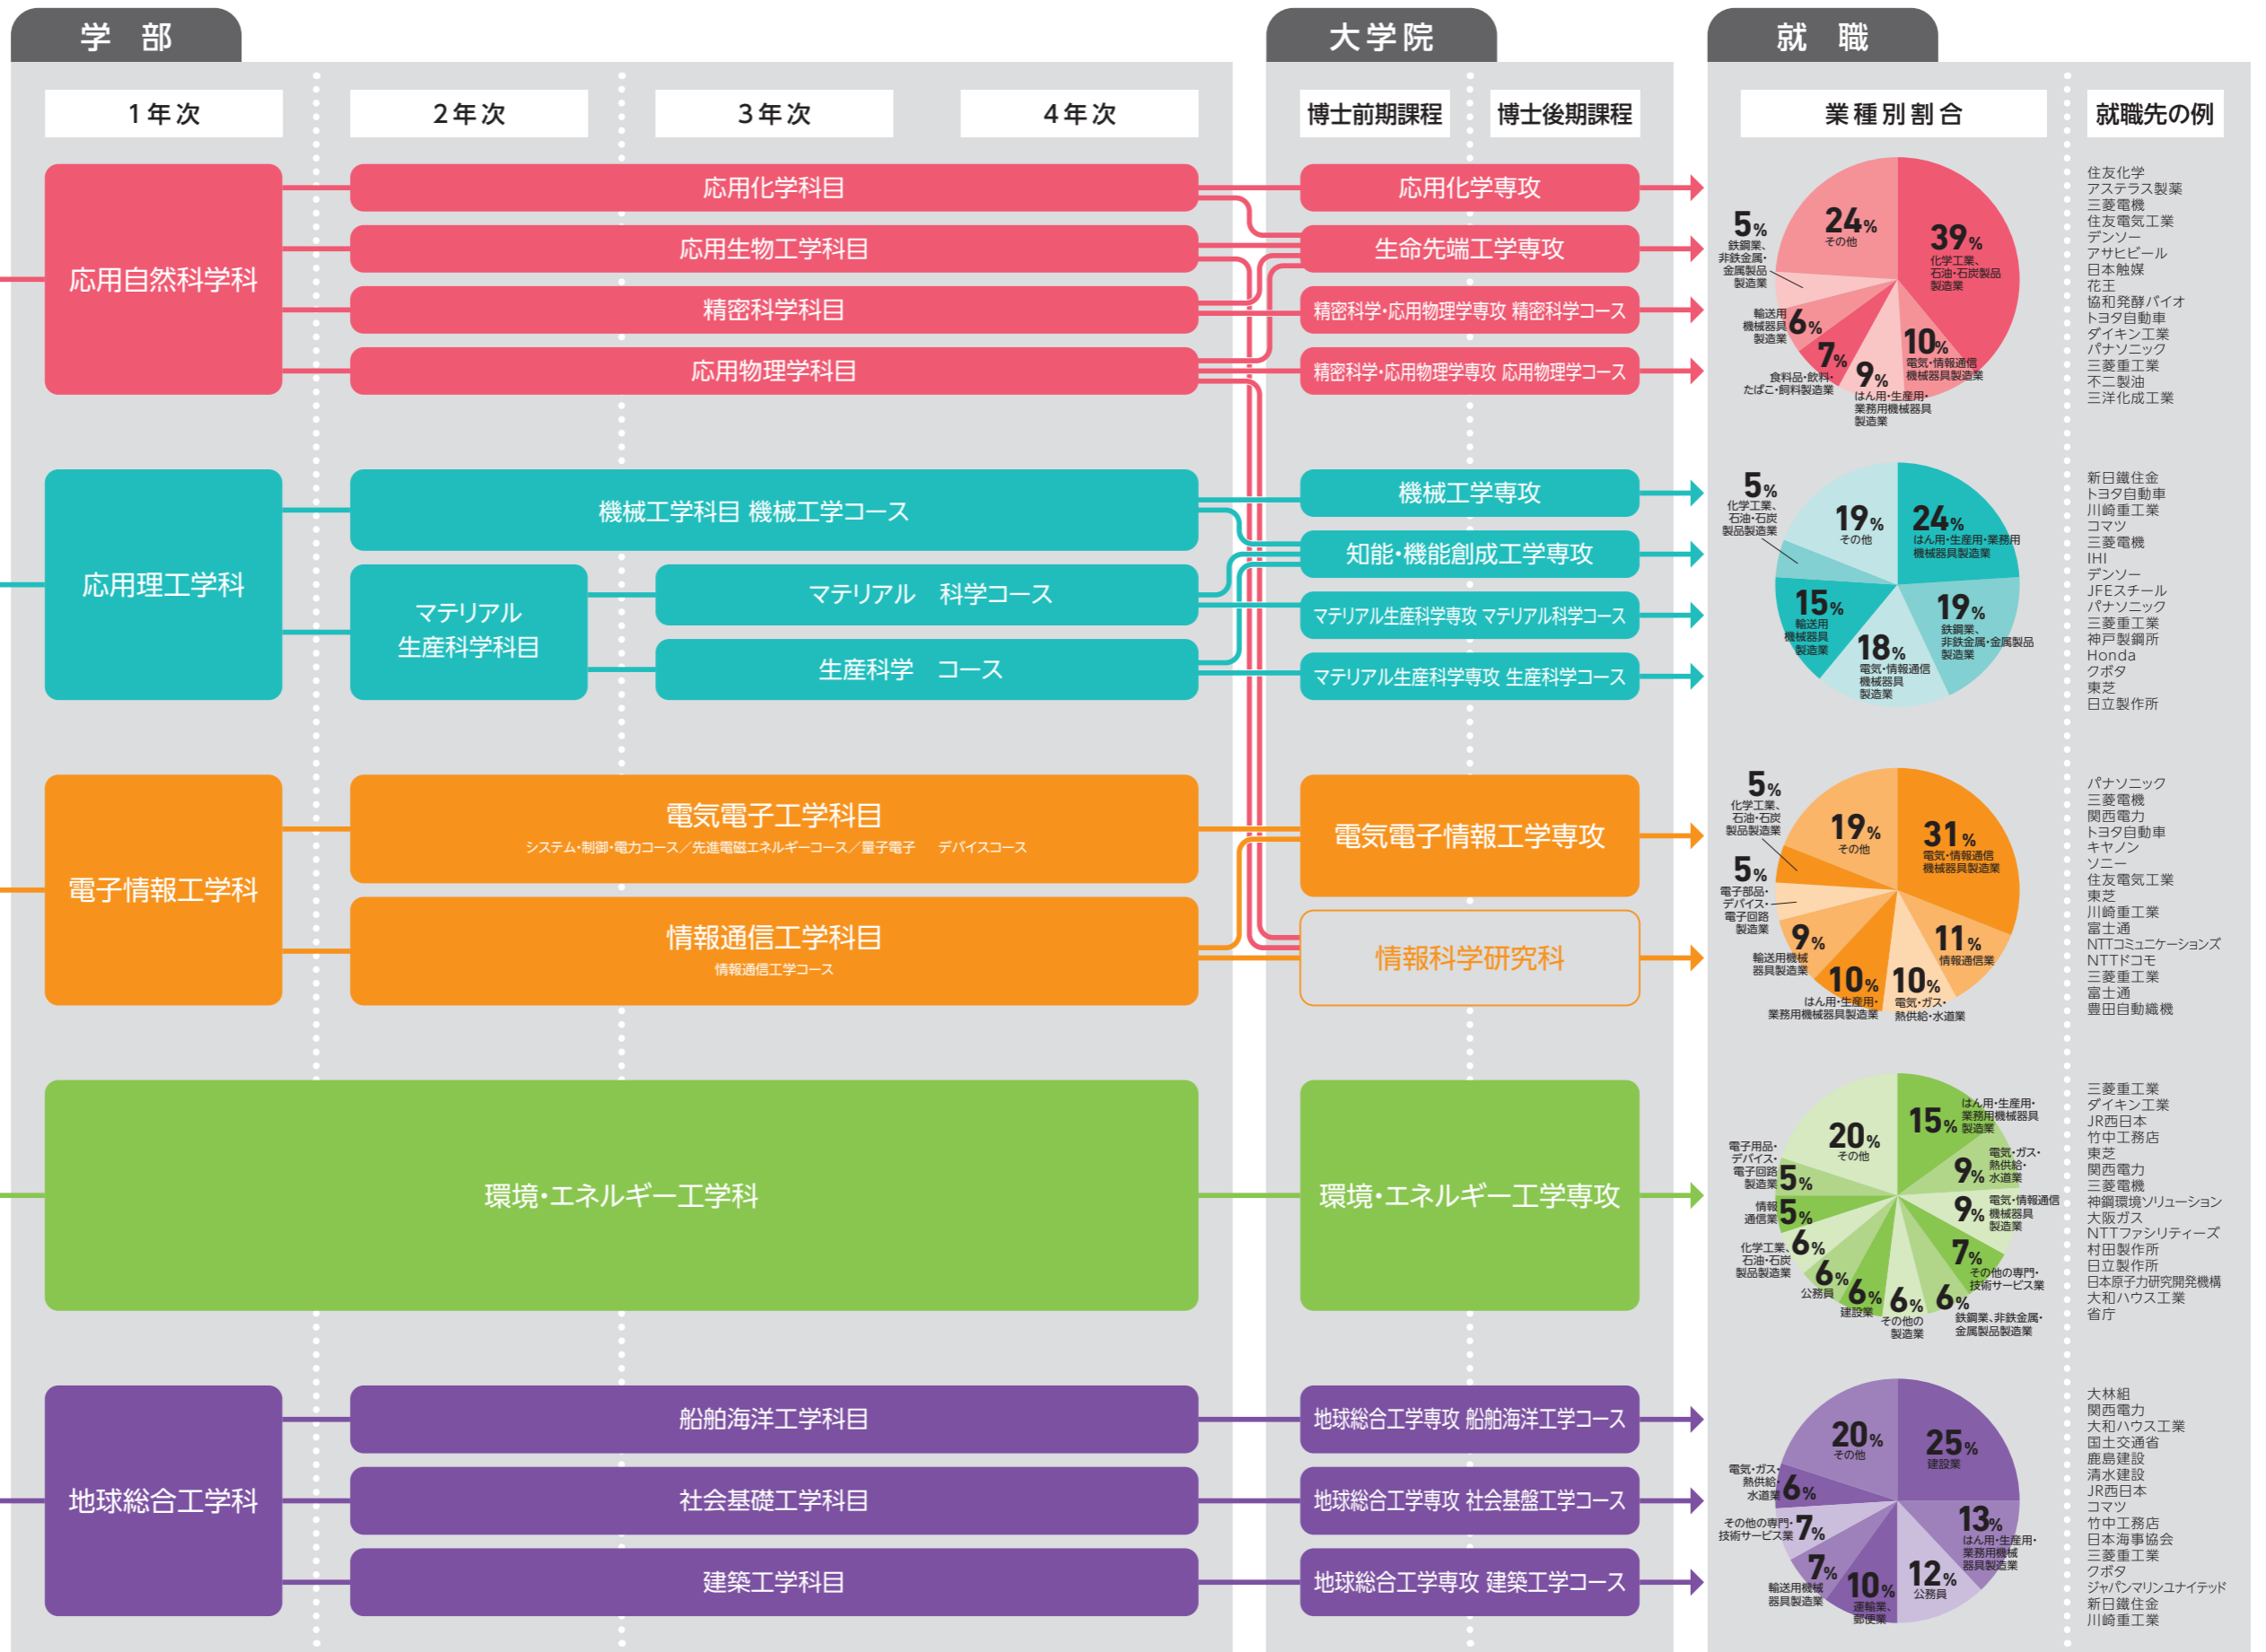 学 部
大学院
就 職
1年次
2年次
3年次
4年次
博士前期課程
博士後期課程
業種別割合
就職先の例
応用自然科学科
応用化学科目
応用生物工学科目
精密科学科目
応用物理学科目
応用化学専攻
生命先端工学専攻
精密科学・応用物理学専攻 精密科学コース
精密科学・応用物理学専攻 応用物理学コース
39%
化学工業、
石油・石炭製品
製造業
10%
電気・情報通信
機械器具製造業
9%
はん用・生産用・
業務用機械器具
製造業
7%
食料品・飲料・
たばこ・飼料製造業
6%
輸送用
機械器具
製造業
5%
鉄鋼業、
非鉄金属・
金属製品
製造業
24%
その他
住友化学
アステラス製薬
三菱電機
住友電気工業
デンソー
アサヒビール
日本触媒
花王
協和発酵バイオ
トヨタ自動車
ダイキン工業
パナソニック
三菱重工業
不二製油
三洋化成工業
応用理工学科
機械工学科目 機械工学コース
マテリアル
生産科学科目
マテリアル 科学コース
生産科学 コース
機械工学専攻
知能・機能創成工学専攻
マテリアル生産科学専攻 マテリアル科学コース
マテリアル生産科学専攻 生産科学コース
24%
はん用・生産用・業務用
機械器具製造業
19%
鉄鋼業、
非鉄金属・金属製品
製造業
18%
電気・情報通信
機械器具
製造業
15%
輸送用
機械器具
製造業
5%
化学工業、
石油・石炭
製品製造業
19%
その他
新日鐵住金
トヨタ自動車
川崎重工業
コマツ
三菱電機
IHI
デンソー
JFEスチール
パナソニック
三菱重工業
神戸製鋼所
Honda
クボタ
東芝
日立製作所
電子情報工学科
電気電子工学科目
システム・制御・電力コース／先進電磁エネルギーコース／量子電子 デバイスコース
情報通信工学科目
情報通信工学コース
電気電子情報工学専攻
情報科学研究科
31%
電気・情報通信
機械器具製造業
11%
情報通信業
10%
電気・ガス・
熱供給・水道業
10%
はん用・生産用・
業務用機械器具製造業
9%
輸送用機械
器具製造業
5%
電子部品・
デバイス・
電子回路
製造業
5%
化学工業、
石油・石炭
製品製造業
19%
その他
パナソニック
三菱電機
関西電力
トヨタ自動車
キヤノン
ソニー
住友電気工業
東芝
川崎重工業
富士通
NTTコミュニケーションズ
NTTドコモ
三菱重工業
富士通
豊田自動織機
環境・エネルギー工学科
環境・エネルギー工学専攻
15%
はん用・生産用・
業務用機械器具
製造業
9%
電気・ガス・
熱供給・
水道業
9%
電気・情報通信
機械器具
製造業
7%
その他の専門・
技術サービス業
6%
鉄鋼業、非鉄金属・
金属製品製造業
6%
その他の
製造業
6%
建設業
6%
公務員
6%
化学工業、
石油・石炭
製品製造業
5%
情報
通信業
5%
電子用品・
デバイス・
電子回路
製造業
20%
その他
三菱重工業
ダイキン工業
JR西日本
竹中工務店
東芝
関西電力
三菱電機
神鋼環境ソリューション
大阪ガス
NTTファシリティーズ
村田製作所
日立製作所
日本原子力研究開発機構
大和ハウス工業
省庁
地球総合工学科
船舶海洋工学科目
社会基礎工学科目
建築工学科目
地球総合工学専攻 船舶海洋工学コース
地球総合工学専攻 社会基盤工学コース
地球総合工学専攻 建築工学コース
25%
建設業
13%
はん用・生産用・
業務用機械
器具製造業
12%
公務員
10%
運輸業、
郵便業
7%
輸送用機械
器具製造業
7%
その他の専門・
技術サービス業
6%
電気・ガス・
熱供給・
水道業
20%
その他
大林組
関西電力
大和ハウス工業
国土交通省
鹿島建設
清水建設
JR西日本
コマツ
竹中工務店
日本海事協会
三菱重工業
クボタ
ジャパンマリンユナイテッド
新日鐵住金
川崎重工業